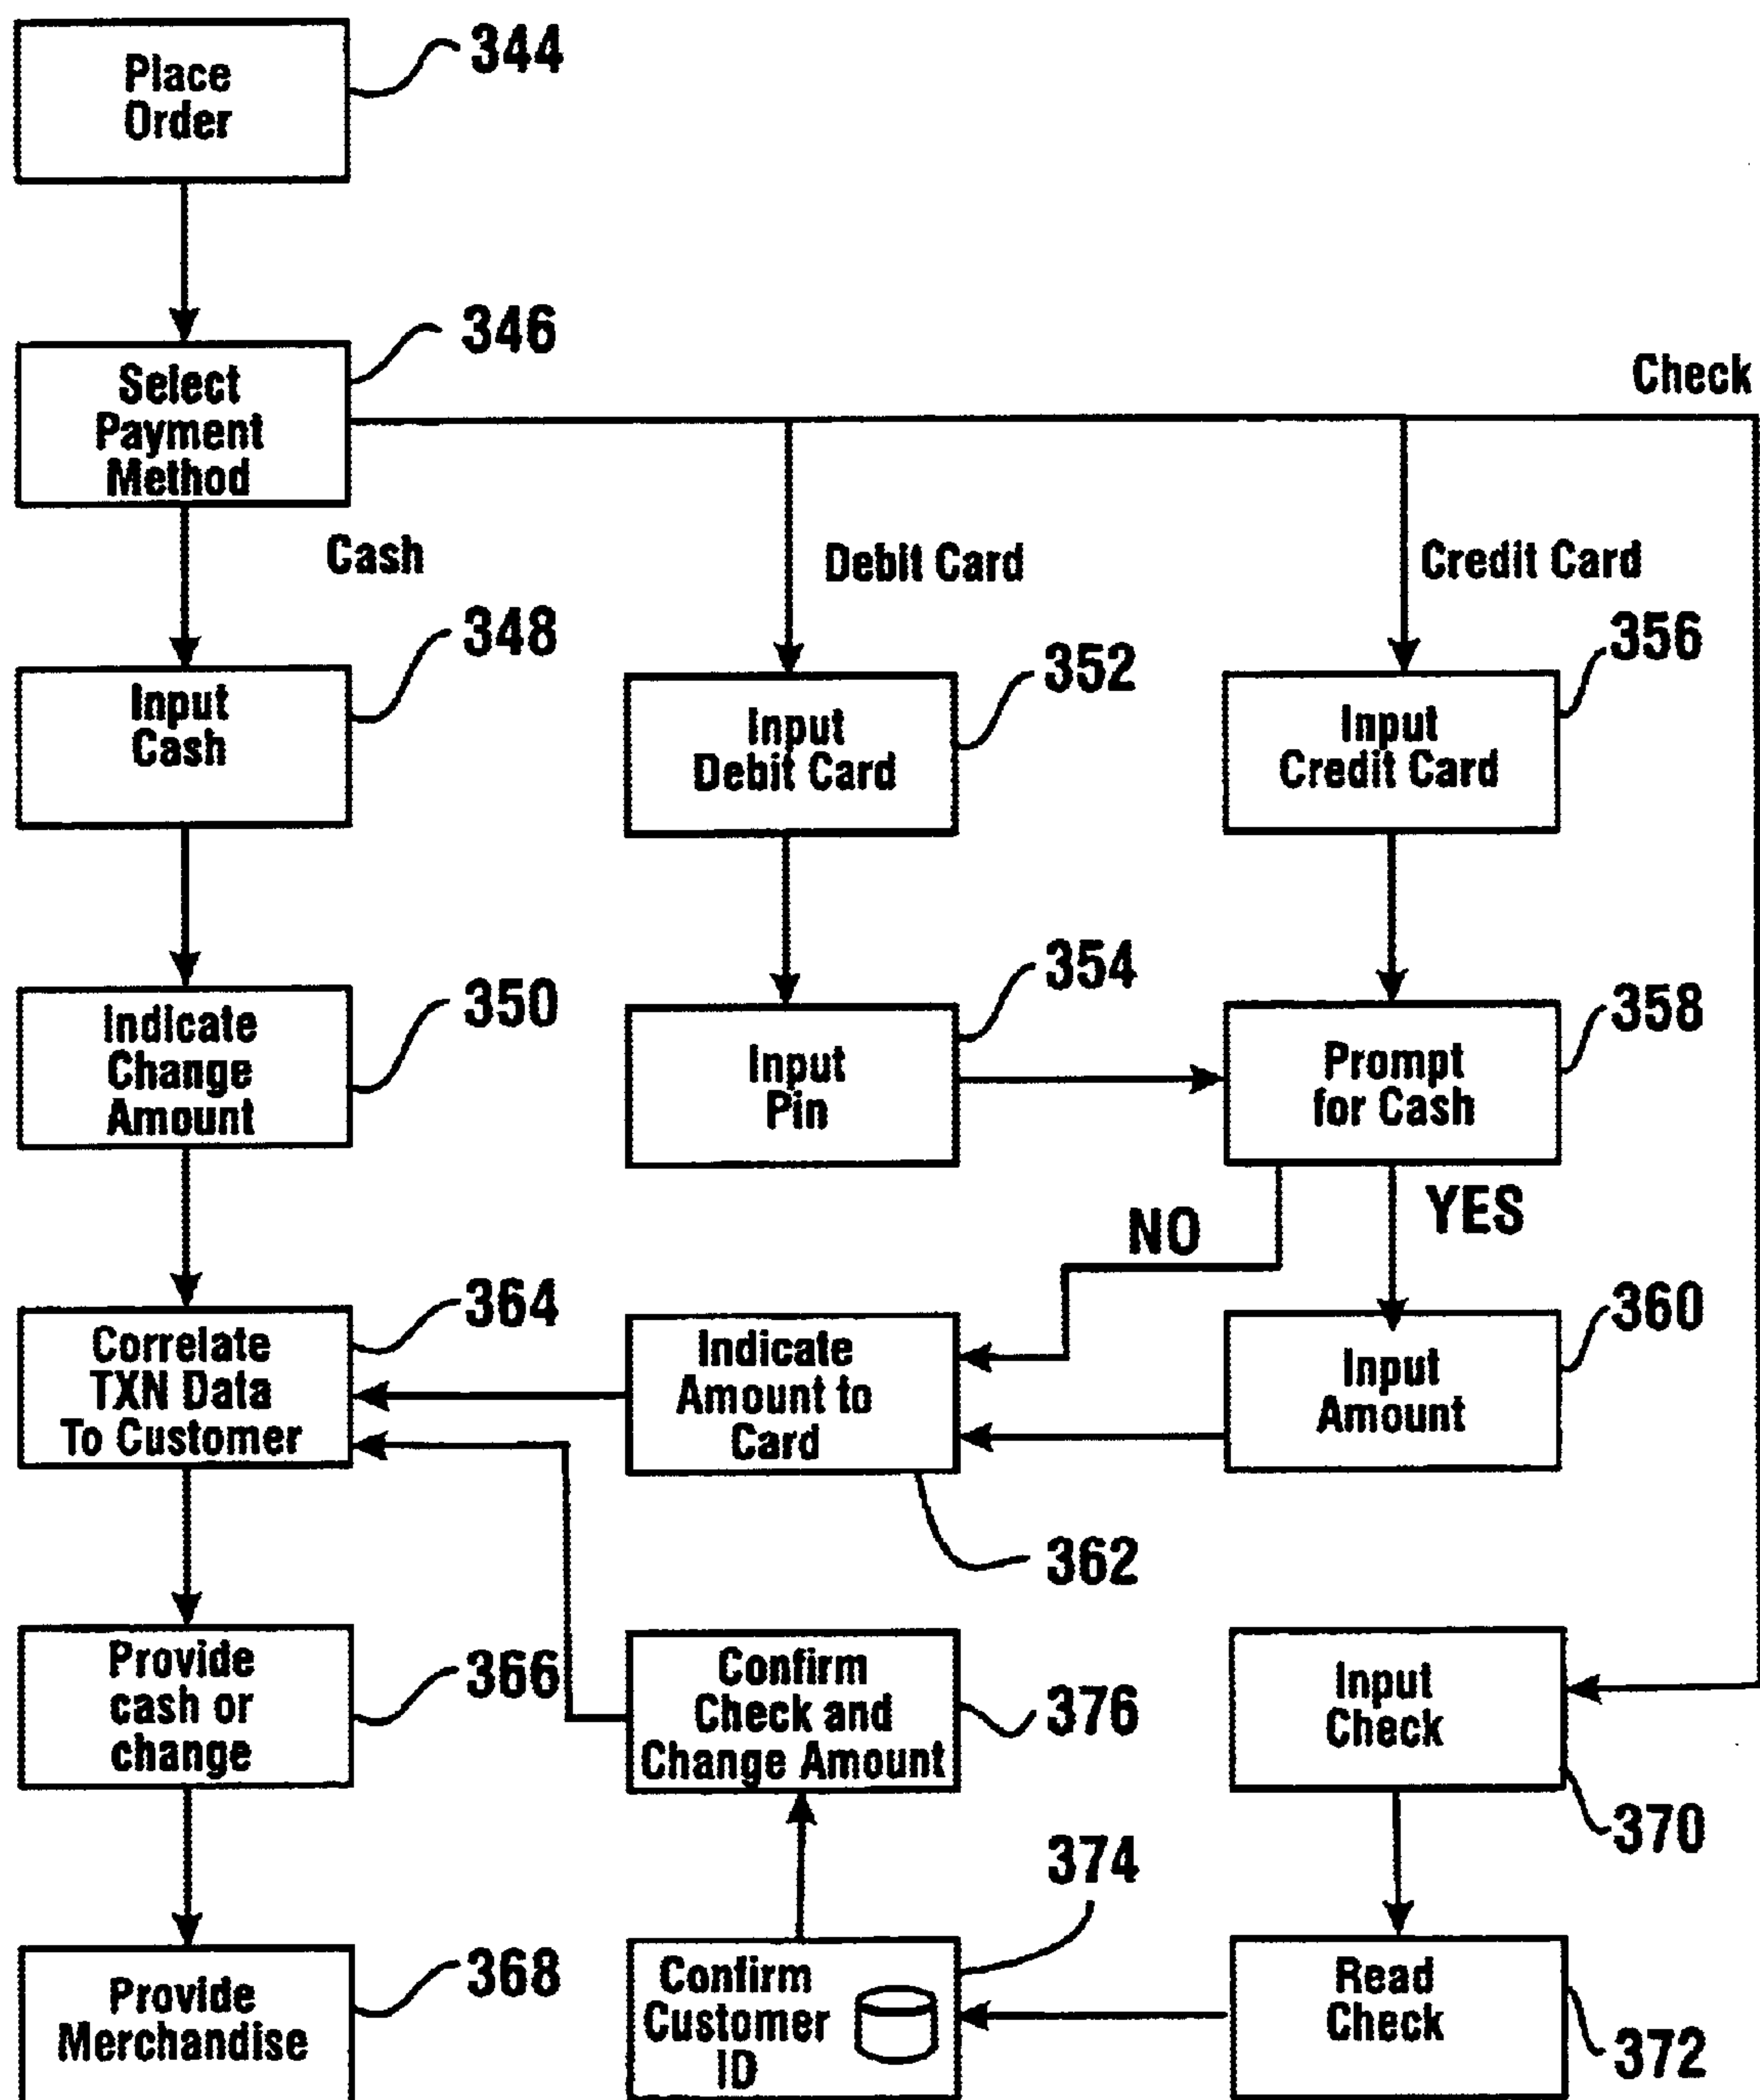 Place
Order
344
Select
Payment
Method
346
Check
Cash
Debit Card
Credit Card
Input
Cash
348
Input
Debit Card
352
Input
Credit Card
356
Indicate
Change
Amount
350
Input
Pin
354
Prompt
for Cash
358
NO
YES
Correlate
TXN Data
To Customer
364
Indicate
Amount to
Card
362
Input
Amount
360
Provide
cash or
change
366
Confirm
Check and
Change Amount
376
Input
Check
370
Provide
Merchandise
368
Confirm
Customer
ID
374
Read
Check
372